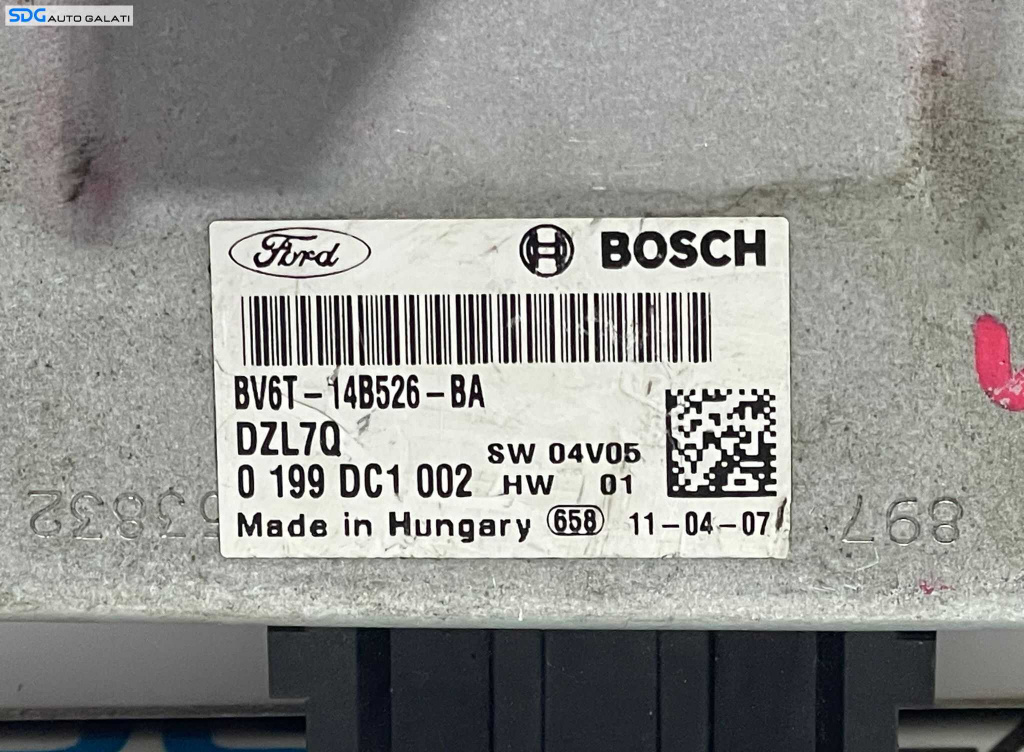 SDG AUTO GALATI
Ford BOSCH
BV6T-14B526-BA
DZL7Q
SW 04V05
0 199 DC1 002
HW 01
Made in Hungary 658 11-04-07
897